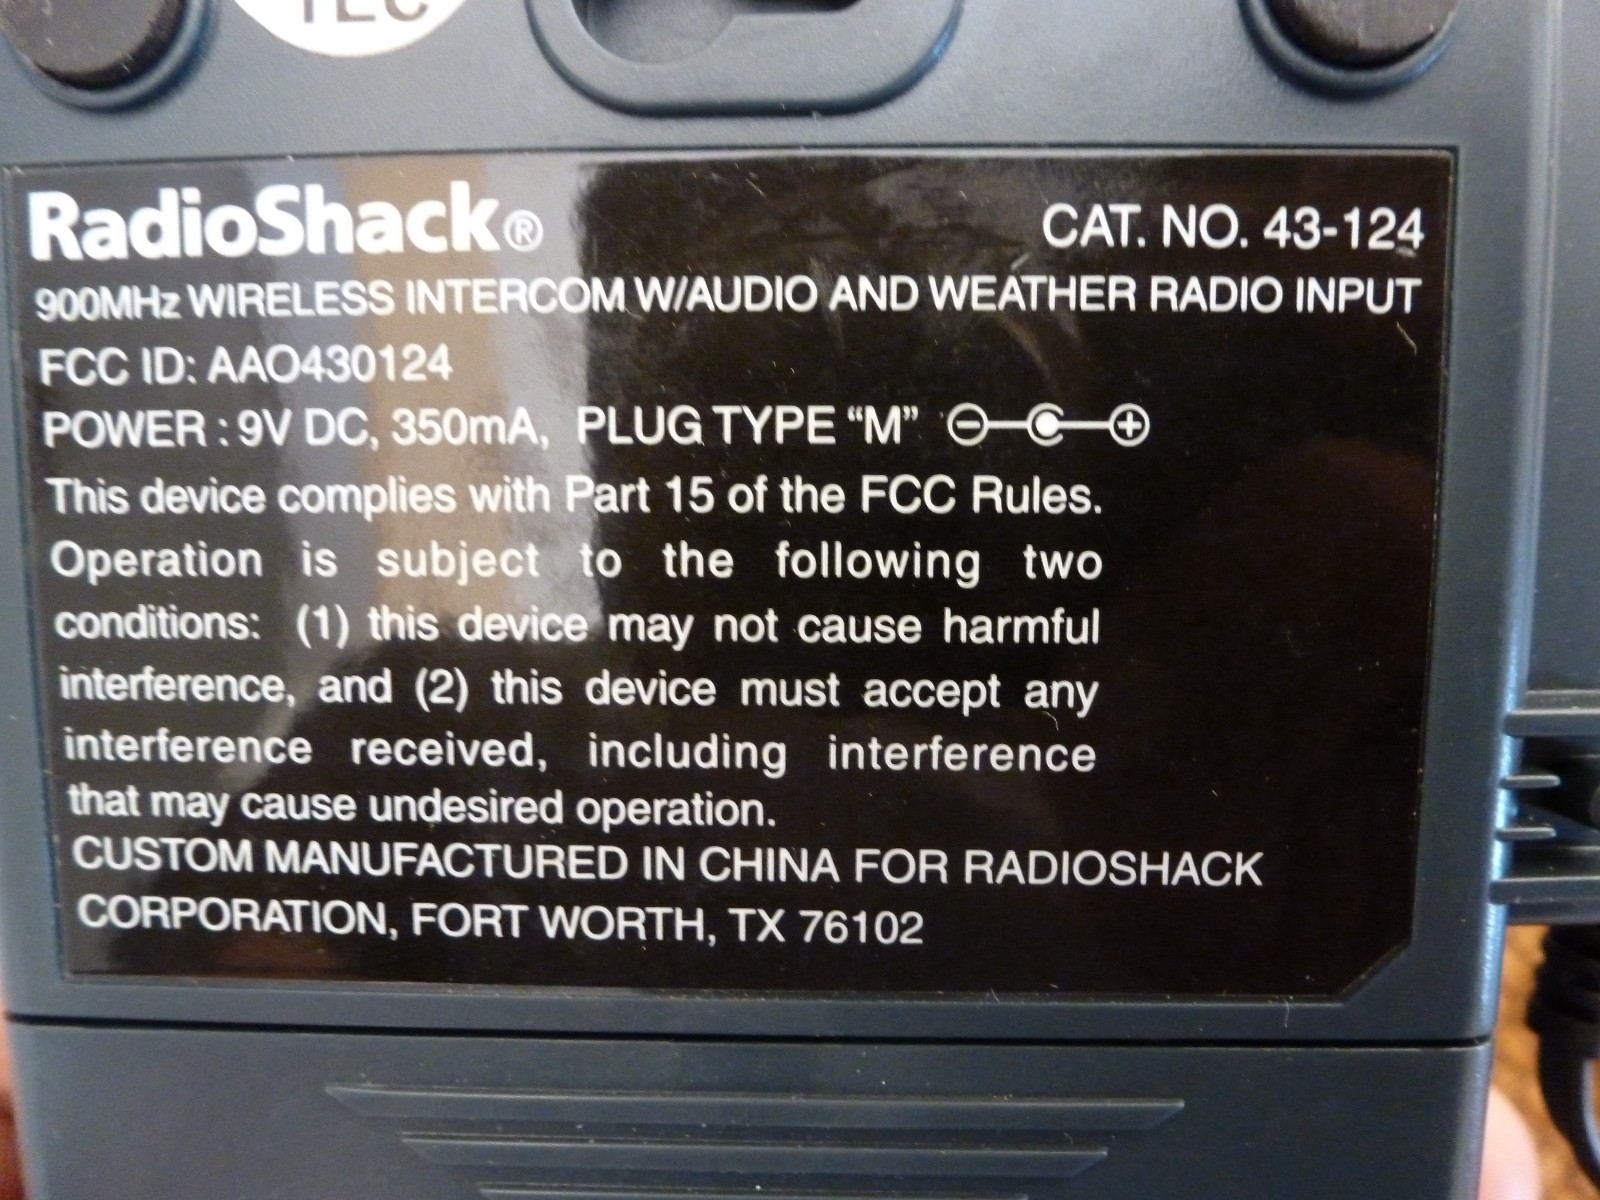 TEC
RadioShack® CAT. NO. 43-124
900MHz WIRELESS INTERCOM W/AUDIO AND WEATHER RADIO INPUT
FCC ID: AAO430124
POWER : 9V DC, 350mA, PLUG TYPE “M”
This device complies with Part 15 of the FCC Rules.
Operation is subject to the following two
conditions: (1) this device may not cause harmful
interference, and (2) this device must accept any
interference received, including interference
that may cause undesired operation.
CUSTOM MANUFACTURED IN CHINA FOR RADIOSHACK
CORPORATION, FORT WORTH, TX 76102